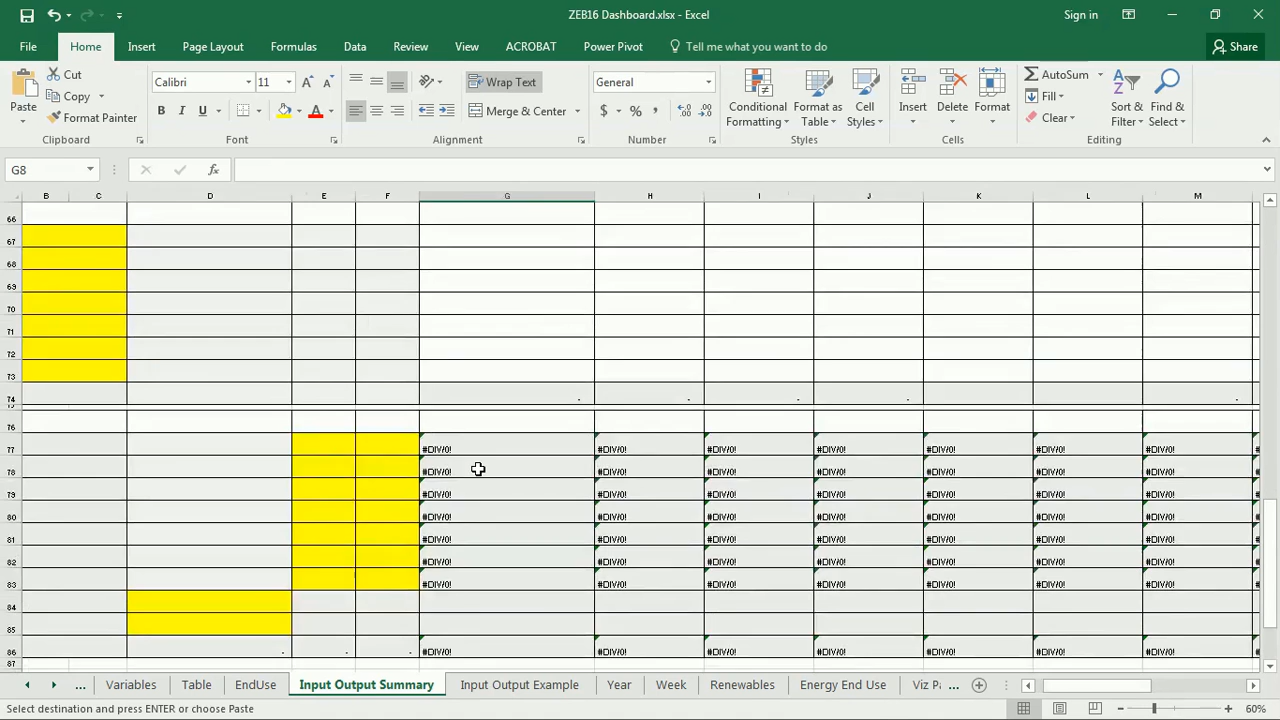 ZEB16 Dashboard.xlsx - Excel
Sign in
File Home Insert Page Layout Formulas Data Review View ACROBAT Power Pivot Tell me what you want to do Share
Paste
Cut
Copy
Format Painter
Clipboard
Calibri 11
B I U
Font
Wrap Text
Merge & Center
Alignment
General
$ % ,
Number
Conditional Formatting
Format as Table
Cell Styles
Styles
Insert
Delete
Format
Cells
AutoSum
Fill
Clear
Sort & Filter
Find & Select
Editing
G8
fx
B C D E F G H I J K L M
66
67
68
69
70
71
72
73
74 - - - -
76
77 #DIV/0! #DIV/0! #DIV/0! #DIV/0! #DIV/0! #DIV/0! #DIV/0!
78 #DIV/0! #DIV/0! #DIV/0! #DIV/0! #DIV/0! #DIV/0! #DIV/0!
79 #DIV/0! #DIV/0! #DIV/0! #DIV/0! #DIV/0! #DIV/0! #DIV/0!
80 #DIV/0! #DIV/0! #DIV/0! #DIV/0! #DIV/0! #DIV/0! #DIV/0!
81 #DIV/0! #DIV/0! #DIV/0! #DIV/0! #DIV/0! #DIV/0! #DIV/0!
82 #DIV/0! #DIV/0! #DIV/0! #DIV/0! #DIV/0! #DIV/0! #DIV/0!
83 #DIV/0! #DIV/0! #DIV/0! #DIV/0! #DIV/0! #DIV/0! #DIV/0!
84
85
86 - - - #DIV/0! #DIV/0! #DIV/0! #DIV/0! #DIV/0! #DIV/0! #DIV/0!
87
... Variables Table EndUse Input Output Summary Input Output Example Year Week Renewables Energy End Use Viz Pa ...
Select destination and press ENTER or choose Paste
60%